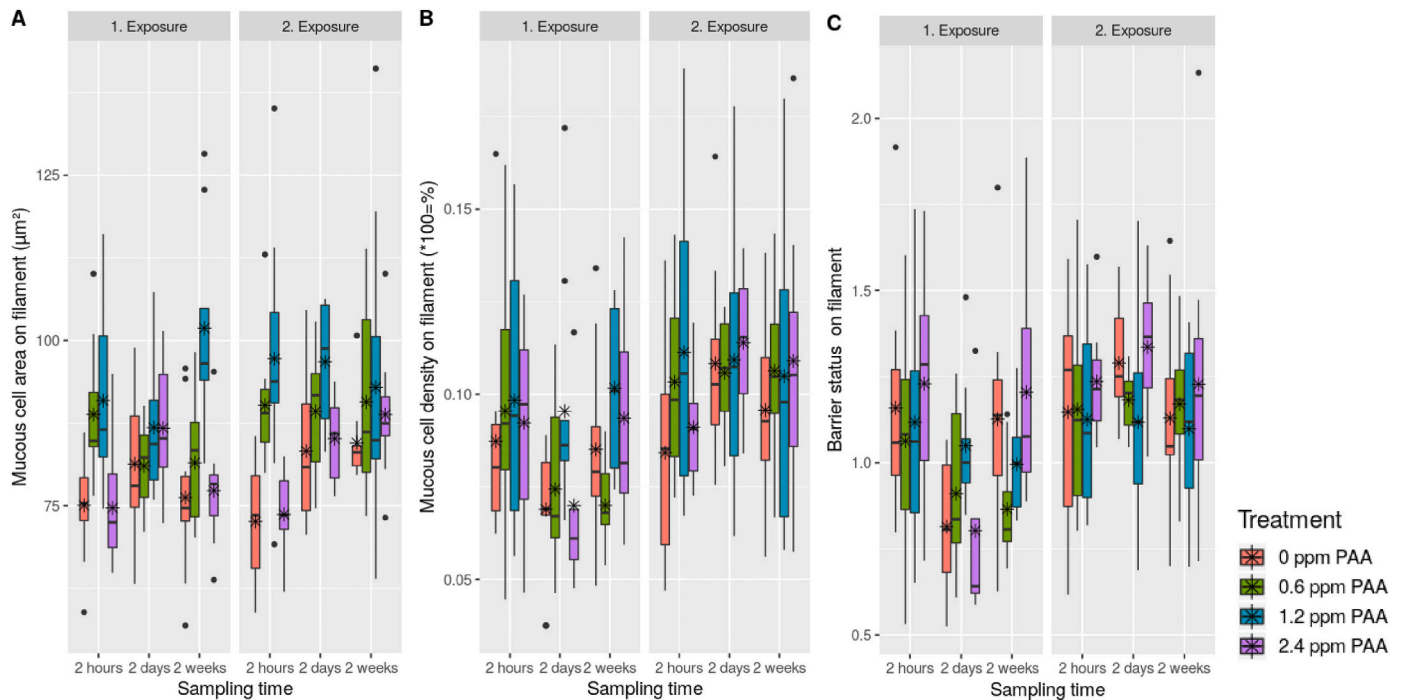 A
1. Exposure
2. Exposure
Mucous cell area on filament (µm²)
125
100
75
2 hours 2 days 2 weeks
2 hours 2 days 2 weeks
Sampling time
B
1. Exposure
2. Exposure
Mucous cell density on filament (*100=%)
0.15
0.10
0.05
2 hours 2 days 2 weeks
2 hours 2 days 2 weeks
Sampling time
C
1. Exposure
2. Exposure
Barrier status on filament
2.0
1.5
1.0
0.5
2 hours 2 days 2 weeks
2 hours 2 days 2 weeks
Sampling time
Treatment
0 ppm PAA
0.6 ppm PAA
1.2 ppm PAA
2.4 ppm PAA